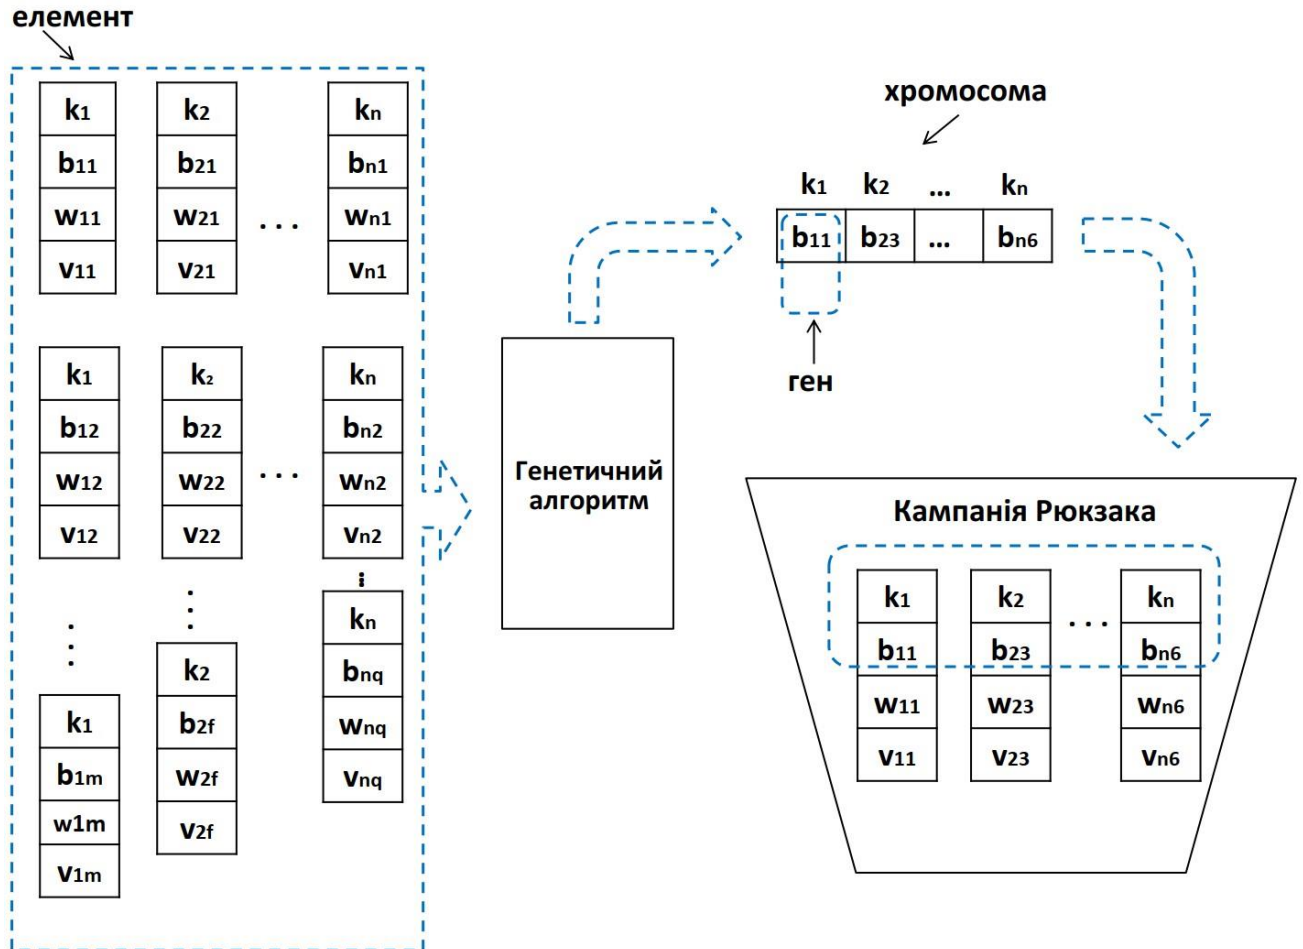 елемент
k1 k2 kn
b11 b21 bn1
w11 w21 ... wn1
v11 v21 vn1
k1 k2 kn
b12 b22 bn2
w12 w22 ... wn2
v12 v22 vn2
kn
k2 bnq
k1 b2f wnq
b1m w2f vnq
w1m v2f
v1m
Генетичний
алгоритм
хромосома
k1 k2 ... kn
b11 b23 ... bn6
ген
Кампанія Рюкзака
k1 k2 ... kn
b11 b23 bn6
w11 w23 wn6
v11 v23 vn6